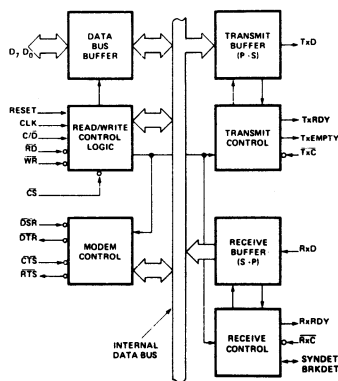 DATA
BUS
BUFFER
D7 D0
TRANSMIT
BUFFER
(P · S)
TxD
RESET
CLK
C/D̅
R̅D̅
W̅R̅
C̅S̅
READ/WRITE
CONTROL
LOGIC
TRANSMIT
CONTROL
TxRDY
TxEMPTY
T̅x̅C̅
D̅S̅R̅
D̅T̅R̅
C̅Y̅S̅
R̅T̅S̅
MODEM
CONTROL
RECEIVE
BUFFER
(S · P)
RxD
INTERNAL
DATA BUS
RECEIVE
CONTROL
RxRDY
R̅x̅C̅
SYNDET
BRKDET